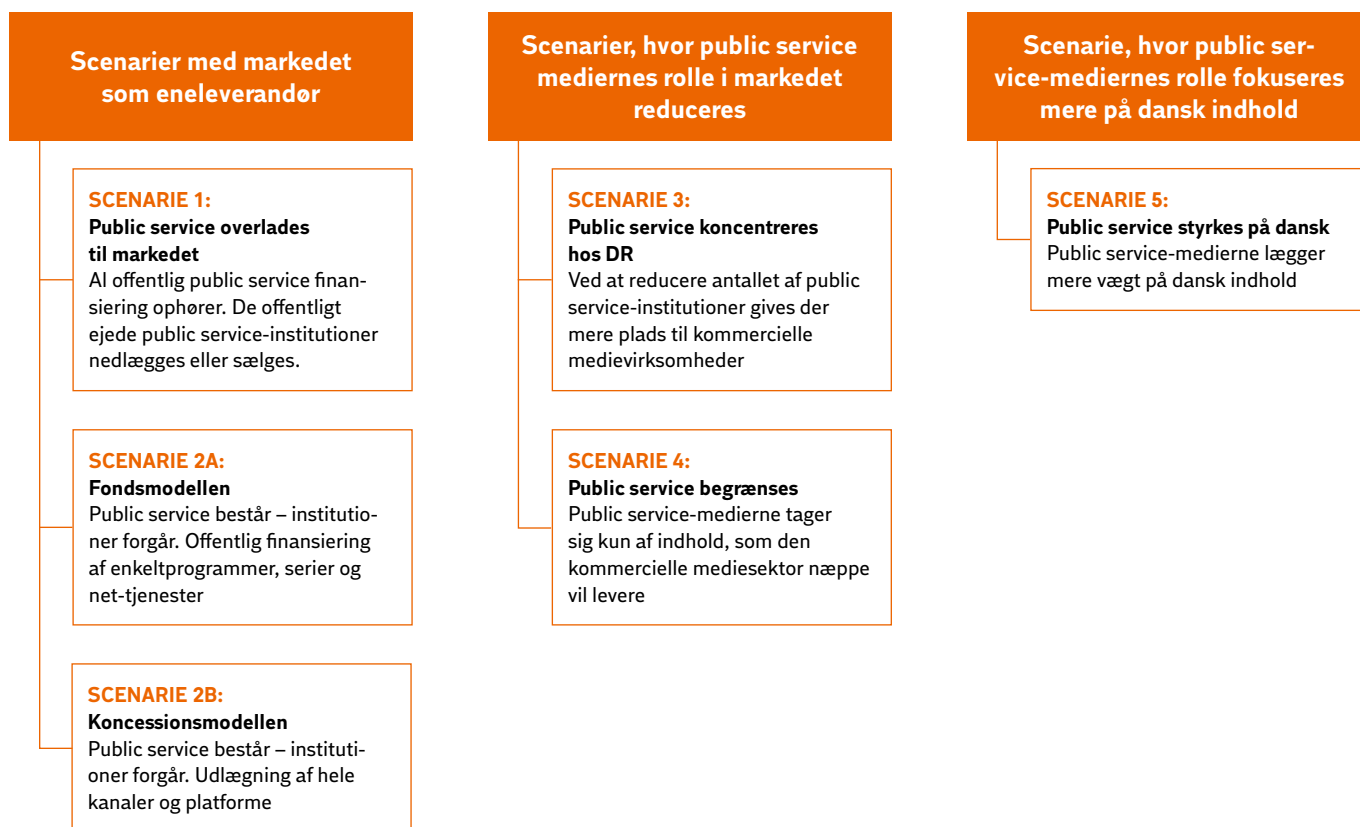 Scenarier med markedet
som eneleverandør
SCENARIE 1:
Public service overlades
til markedet
Al offentlig public service finan-
siering ophører. De offentligt
ejede public service-institutioner
nedlægges eller sælges.
SCENARIE 2A:
Fondsmodellen
Public service består – institutio-
ner forgår. Offentlig finansiering
af enkeltprogrammer, serier og
net-tjenester
SCENARIE 2B:
Koncessionsmodellen
Public service består – instituti-
oner forgår. Udlægning af hele
kanaler og platforme
Scenarier, hvor public service
mediernes rolle i markedet
reduceres
SCENARIE 3:
Public service koncentreres
hos DR
Ved at reducere antallet af public
service-institutioner gives der
mere plads til kommercielle
medievirksomheder
SCENARIE 4:
Public service begrænses
Public service-medierne tager
sig kun af indhold, som den
kommercielle mediesektor næppe
vil levere
Scenarie, hvor public ser-
vice-mediernes rolle fokuseres
mere på dansk indhold
SCENARIE 5:
Public service styrkes på dansk
Public service-medierne lægger
mere vægt på dansk indhold